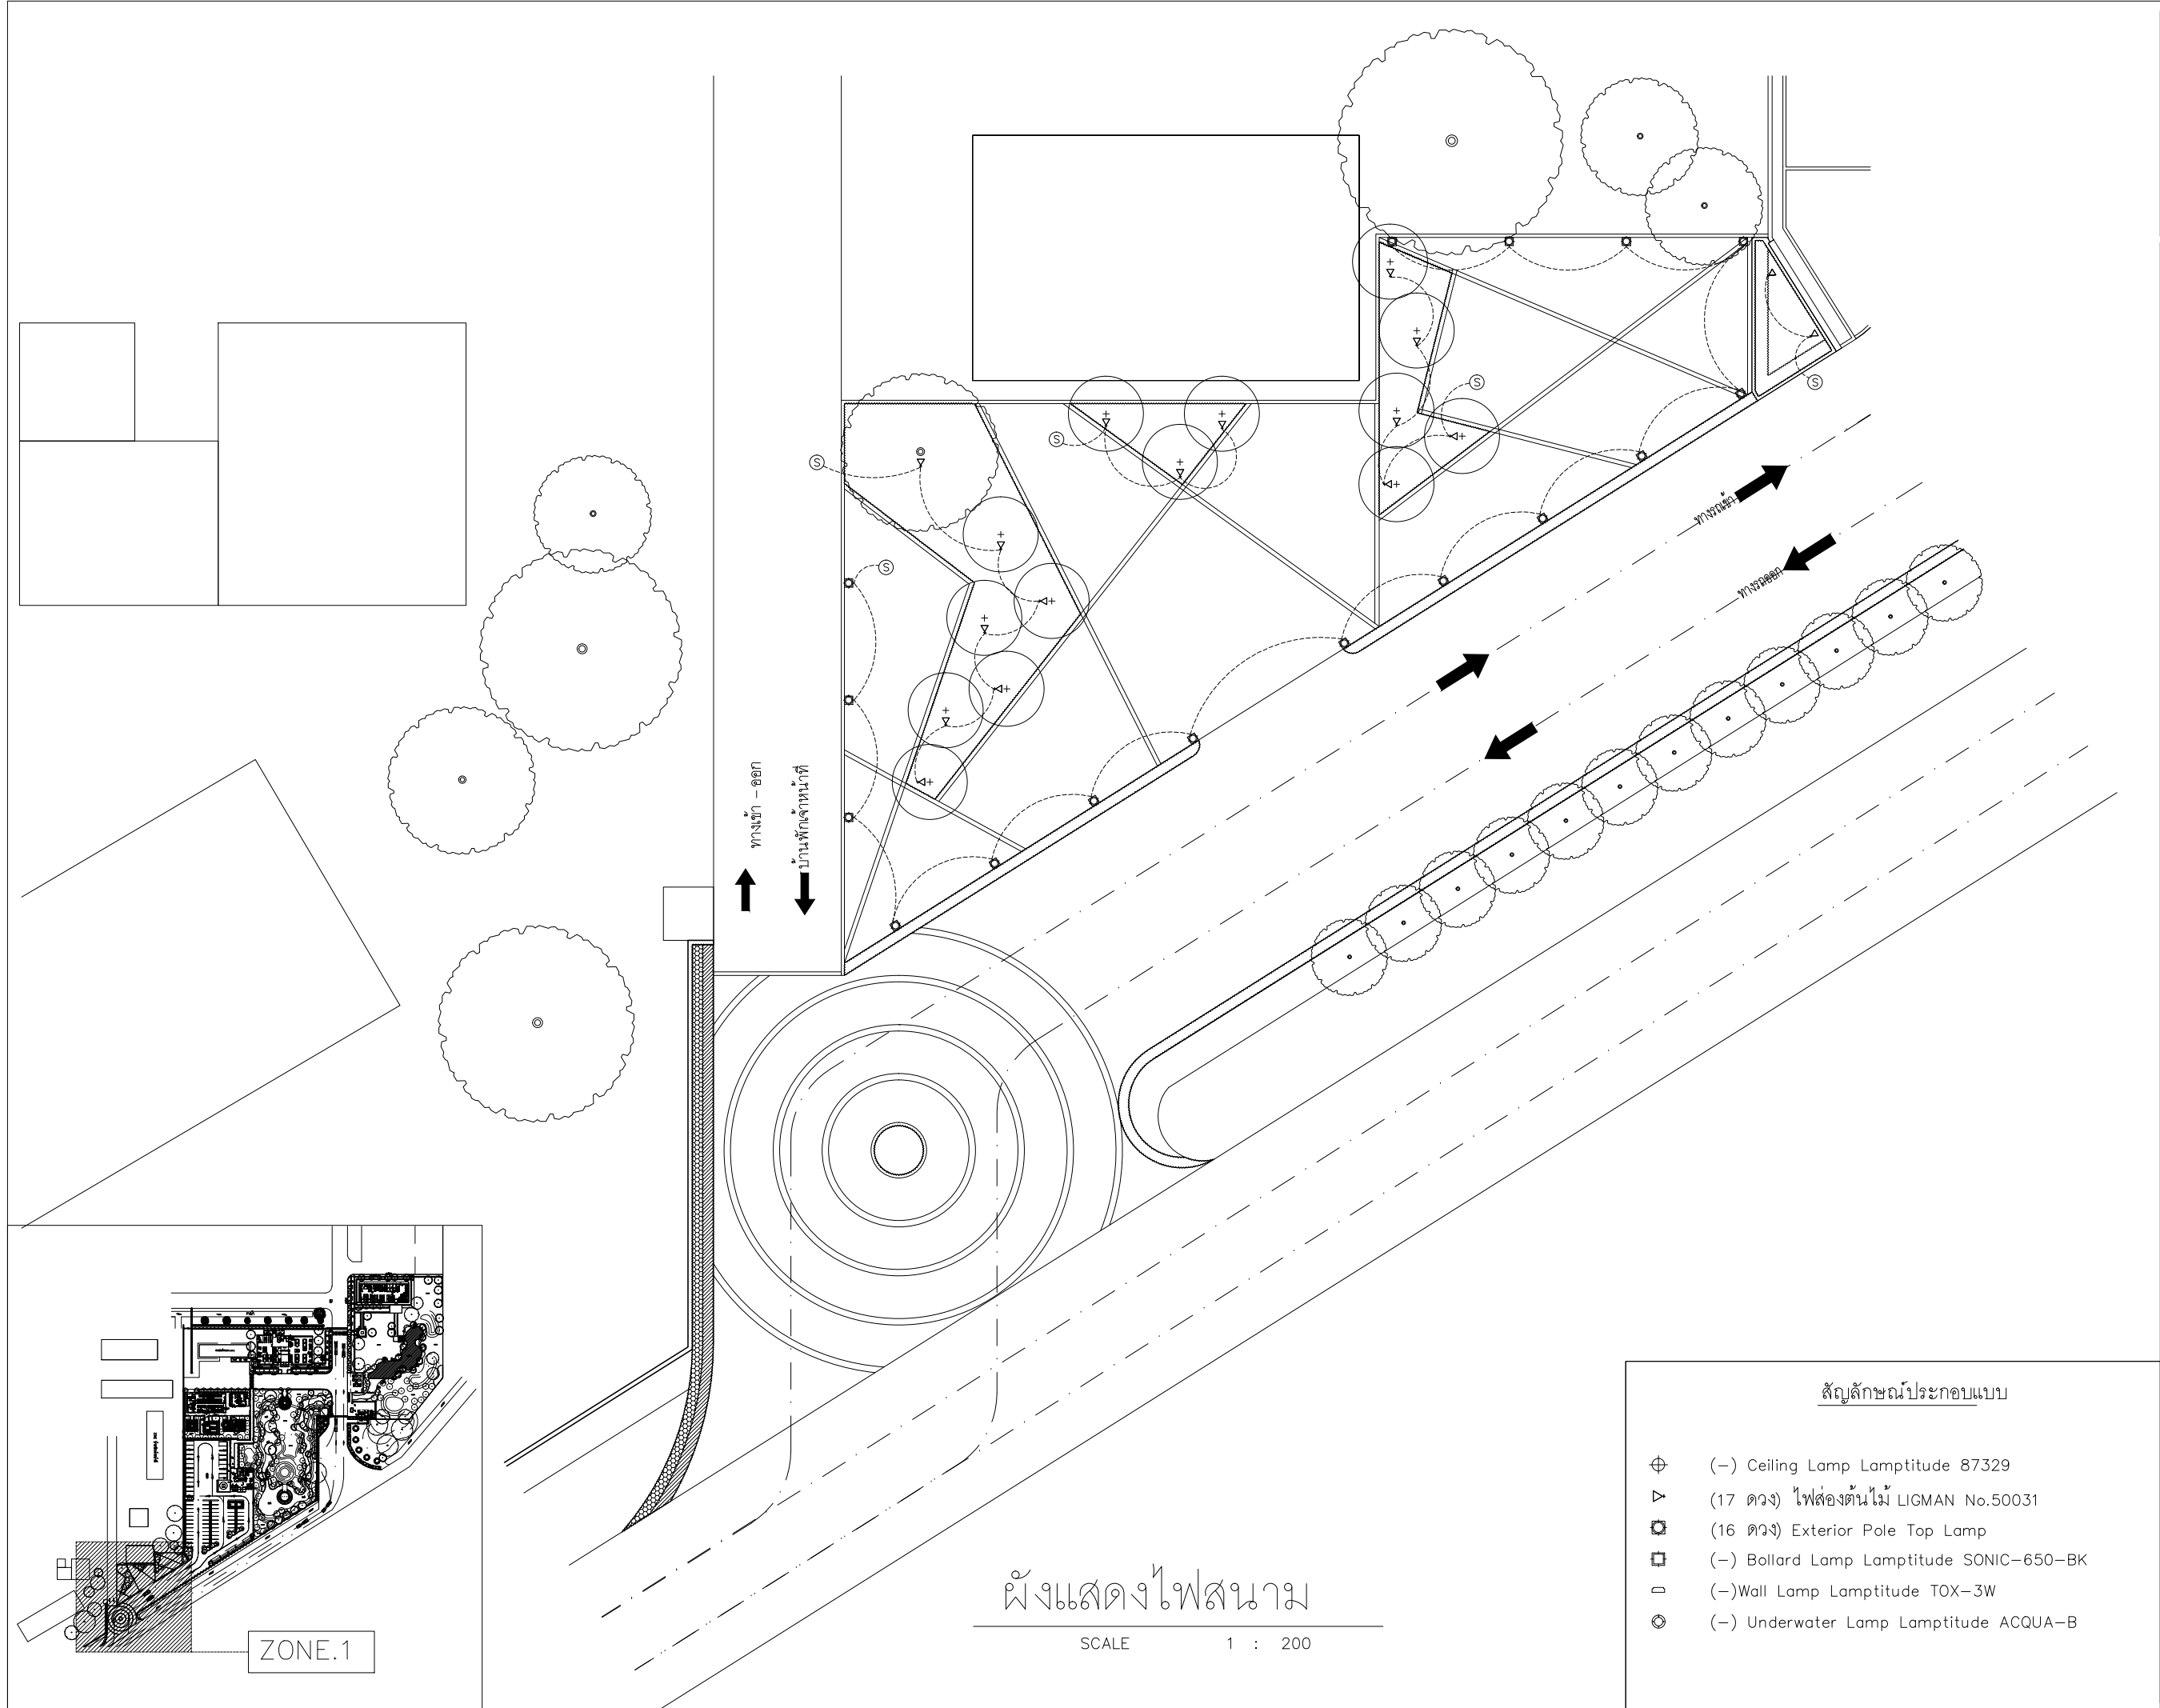 S
S
S
S
S
ทางรถเข้า
ทางรถออก
ทางเข้า - ออก
บ้านพักเจ้าหน้าที่
ZONE.1
ผังแสดงไฟสนาม
SCALE 1 : 200
สัญลักษณ์ประกอบแบบ
(-) Ceiling Lamp Lamptitude 87329
(17 ดวง) ไฟส่องต้นไม้ LIGMAN No.50031
(16 ดวง) Exterior Pole Top Lamp
(-) Bollard Lamp Lamptitude SONIC-650-BK
(-)Wall Lamp Lamptitude TOX-3W
(-) Underwater Lamp Lamptitude ACQUA-B